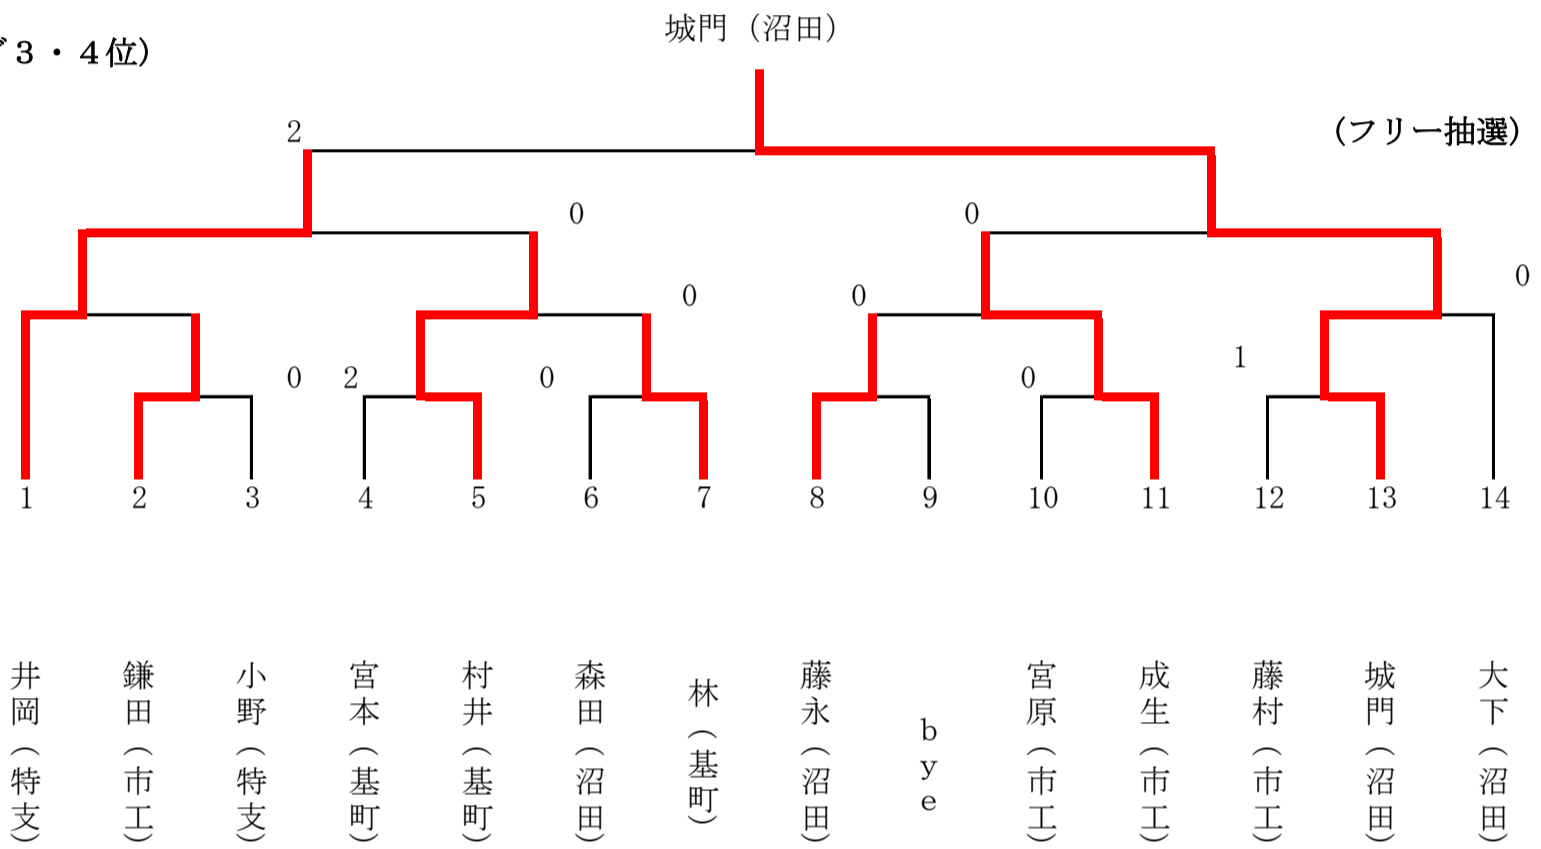 城門（沼田）
３・４位）
2
（フリー抽選）
0
0
0
0
0
0
2
0
0
1
1
2
3
4
5
6
7
8
9
10
11
12
13
14
井岡（特支）
鎌田（市工）
小野（特支）
宮本（基町）
村井（基町）
森田（沼田）
林（基町）
藤永（沼田）
bye
宮原（市工）
成生（市工）
藤村（市工）
城門（沼田）
大下（沼田）